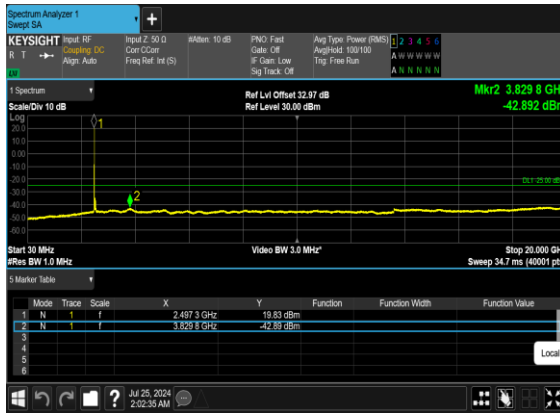 Spectrum Analyzer 1
Swept SA
+
KEYSIGHT Input: RF Input Z: 50 Ω #Atten: 10 dB PNO: Fast Avg Type: Power (RMS) 1 2 3 4 5 6
R T Coupling: DC Corr CCorr Gate: Off Avg|Hold: 100/100 A W W W W W
Align: Auto Freq Ref: Int (S) IF Gain: Low Trig: Free Run
Sig Track: Off A N N N N N
1 Spectrum
Ref Lvl Offset 32.97 dB Mkr2 3.829 8 GH
Scale/Div 10 dB Ref Level 30.00 dBm -42.892 dB
Log
1
20.0
10.0
0.00
-10.0
-20.0
DL1 -25.00 dB
-30.0
2
-40.0
-50.0
-60.0
Start 30 MHz Video BW 3.0 MHz* Stop 20.000 GH
#Res BW 1.0 MHz Sweep 34.7 ms (40001 pt
5 Marker Table
Mode Trace Scale X Y Function Function Width Function Value
1 N 1 f 2.497 3 GHz 19.83 dBm
2 N 1 f 3.829 8 GHz -42.89 dBm
3
4
5
6
Local
? Jul 25, 2024
2:02:35 AM